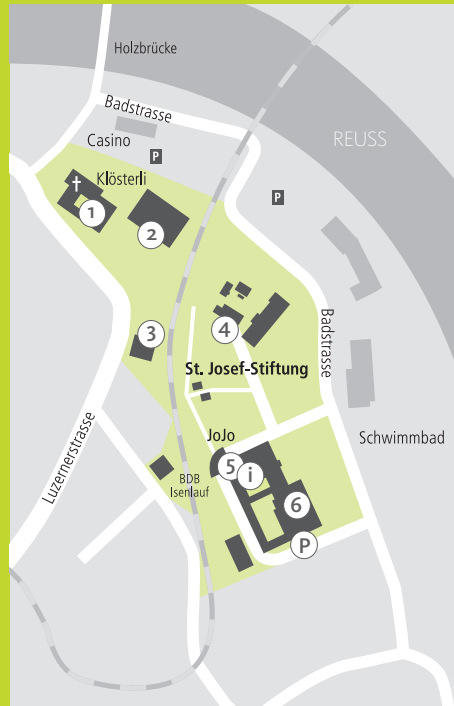 Holzbrücke
Badstrasse
REUSS
Casino
P
Klösterli
1
2
P
3
4
Badstrasse
St. Josef-Stiftung
Luzernerstrasse
JoJo
Schwimmbad
5
i
BDB
Isenlauf
6
P